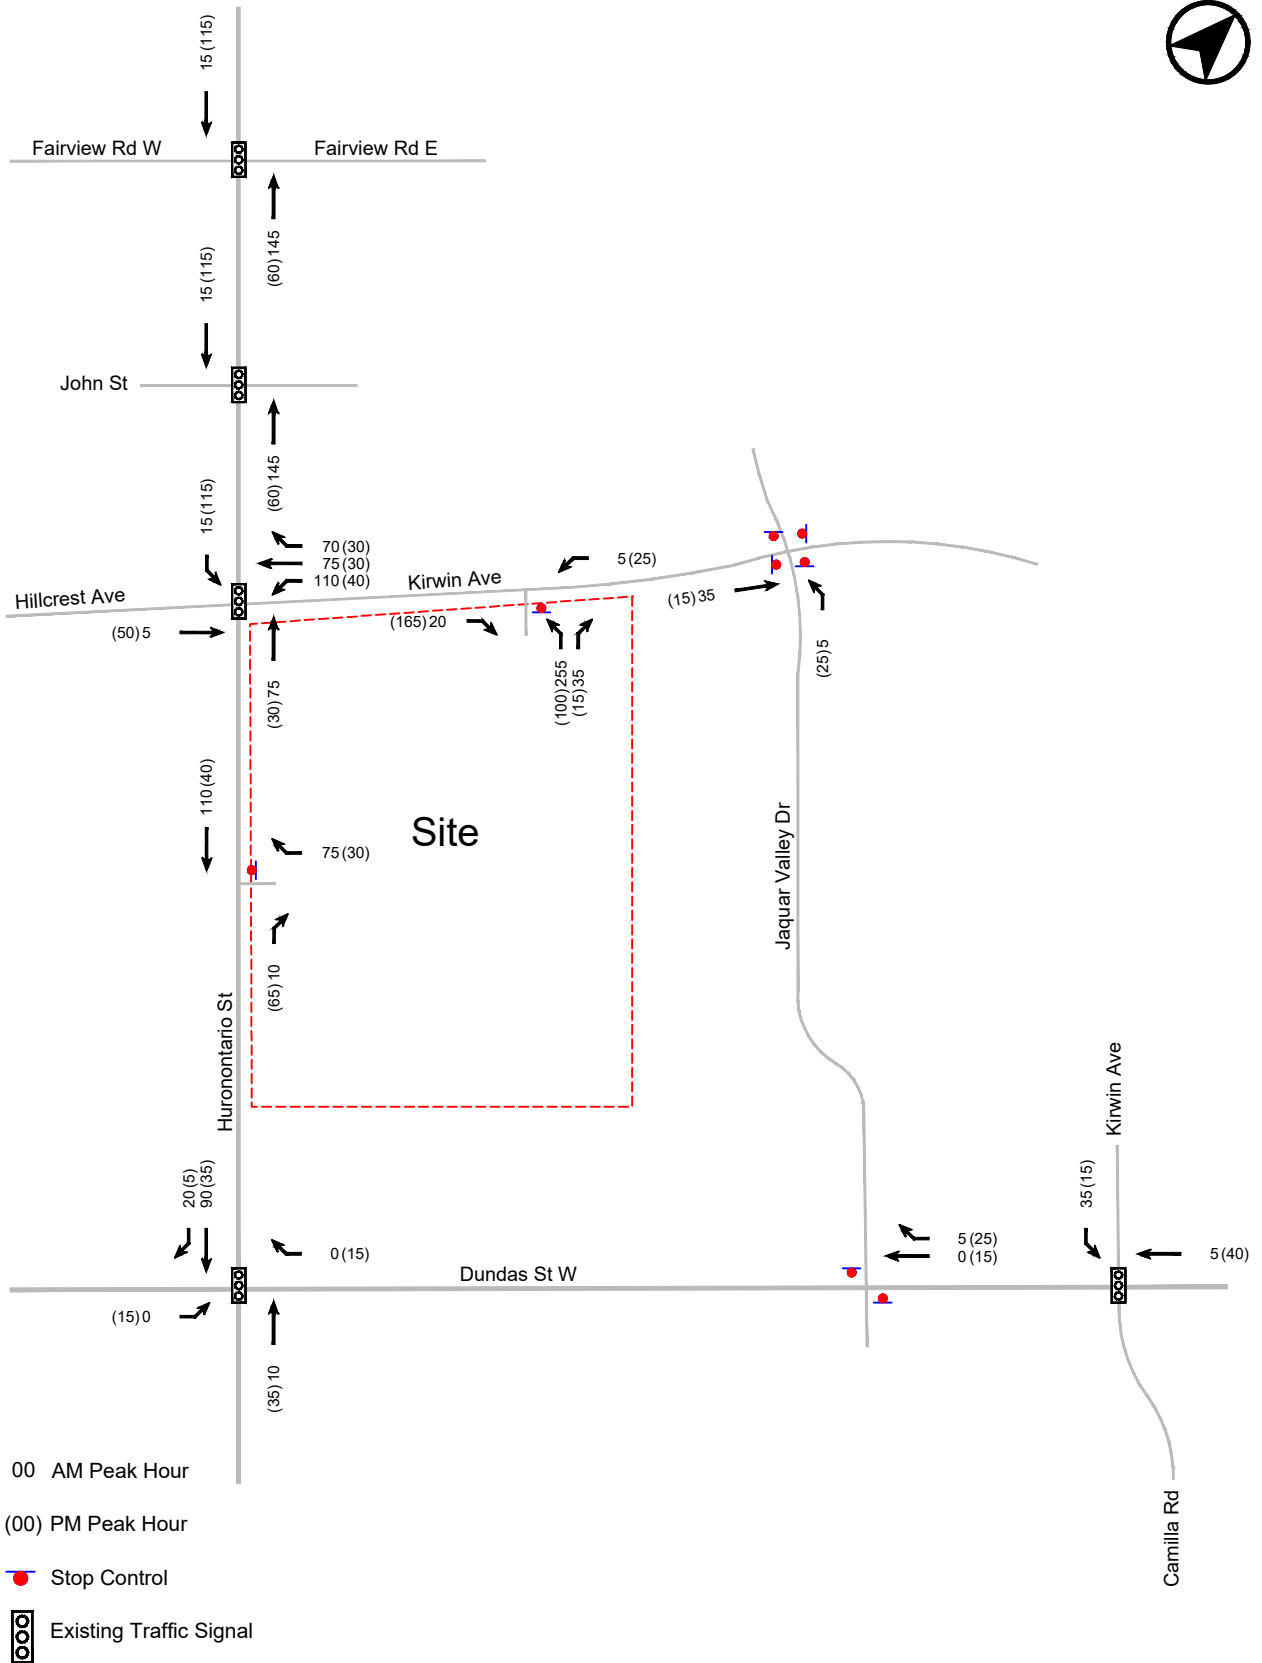 15 (115)
Fairview Rd W
Fairview Rd E
(60) 145
15 (115)
John St
(60) 145
15 (115)
70 (30)
75 (30)
110 (40)
Kirwin Ave
5 (25)
Hillcrest Ave
(50) 5
(165) 20
(15) 35
(25) 5
(100) 255
(15) 35
(30) 75
110 (40)
Site
75 (30)
Jaquar Valley Dr
(65) 10
Huronontario St
Kirwin Ave
20 (5)
90 (35)
35 (15)
0 (15)
5 (25)
0 (15)
5 (40)
Dundas St W
(15) 0
(35) 10
00 AM Peak Hour
(00) PM Peak Hour
Camilla Rd
Stop Control
Existing Traffic Signal